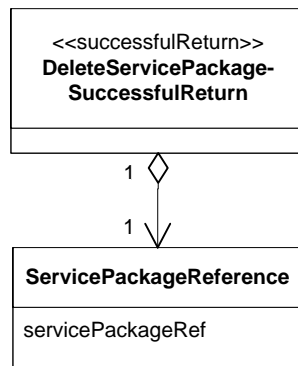 <<successfulReturn>>
DeleteServicePackage-
SuccessfulReturn
1
1
ServicePackageReference
servicePackageRef